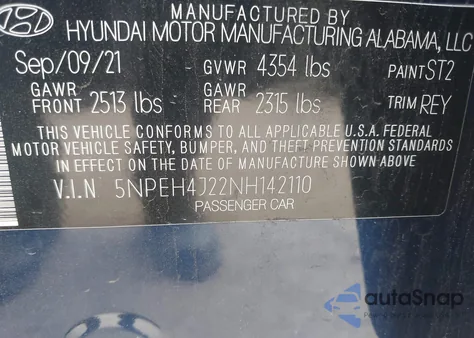 MANUFACTURED BY
HYUNDAI MOTOR MANUFACTURING ALABAMA, LLC
Sep/09/21 GVWR 4354 lbs PAINT ST2
GAWR FRONT 2513 lbs GAWR REAR 2315 lbs TRIM REY
THIS VEHICLE CONFORMS TO ALL APPLICABLE U.S.A. FEDERAL
MOTOR VEHICLE SAFETY, BUMPER, AND THEFT PREVENTION STANDARDS
IN EFFECT ON THE DATE OF MANUFACTURE SHOWN ABOVE.
V.I.N 5NPEH4J22NH142110
PASSENGER CAR
autoSnap